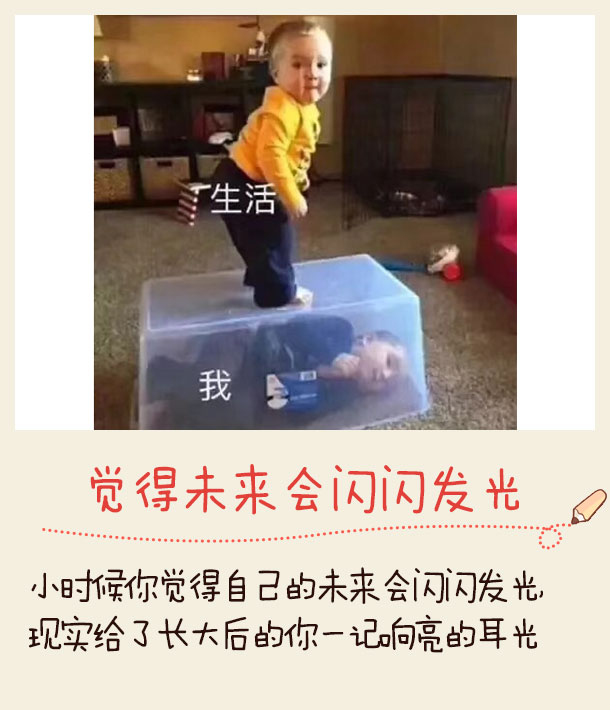 生活
我
觉得未来会闪闪发光
小时候你觉得自己的未来会闪闪发光,
现实给了长大后的你一记响亮的耳光